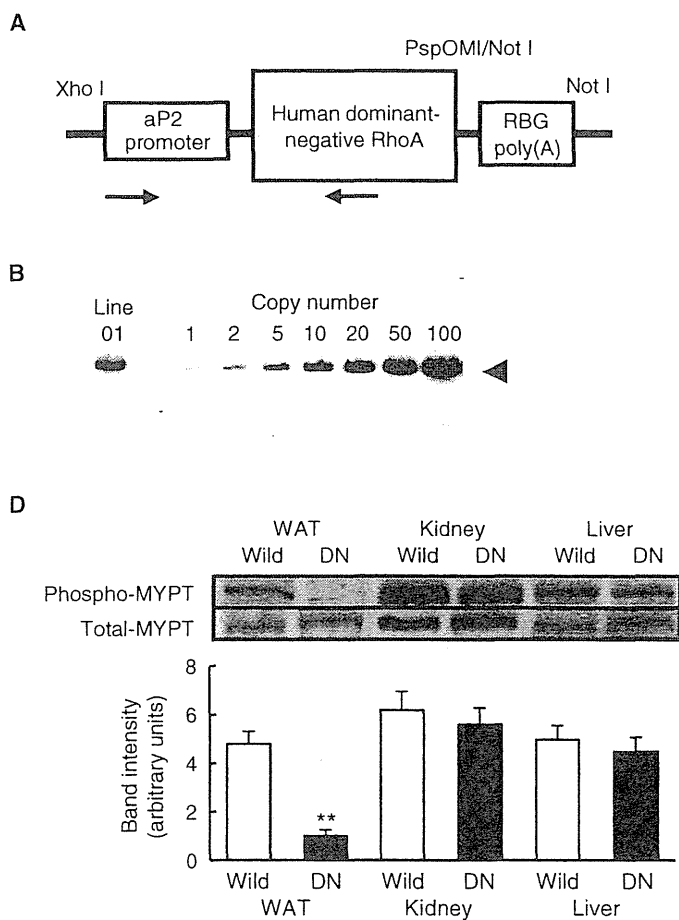 A
PspOMI/Not I
Xho I
Not I
aP2
promoter
Human dominant-
negative RhoA
RBG
poly(A)
B
Line
Copy number
01 1 2 5 10 20 50 100
D
WAT Kidney Liver
Wild DN Wild DN Wild DN
Phospho-MYPT
Total-MYPT
Band intensity
(arbitrary units)
8
6
4
2
0
**
Wild DN Wild DN Wild DN
WAT Kidney Liver